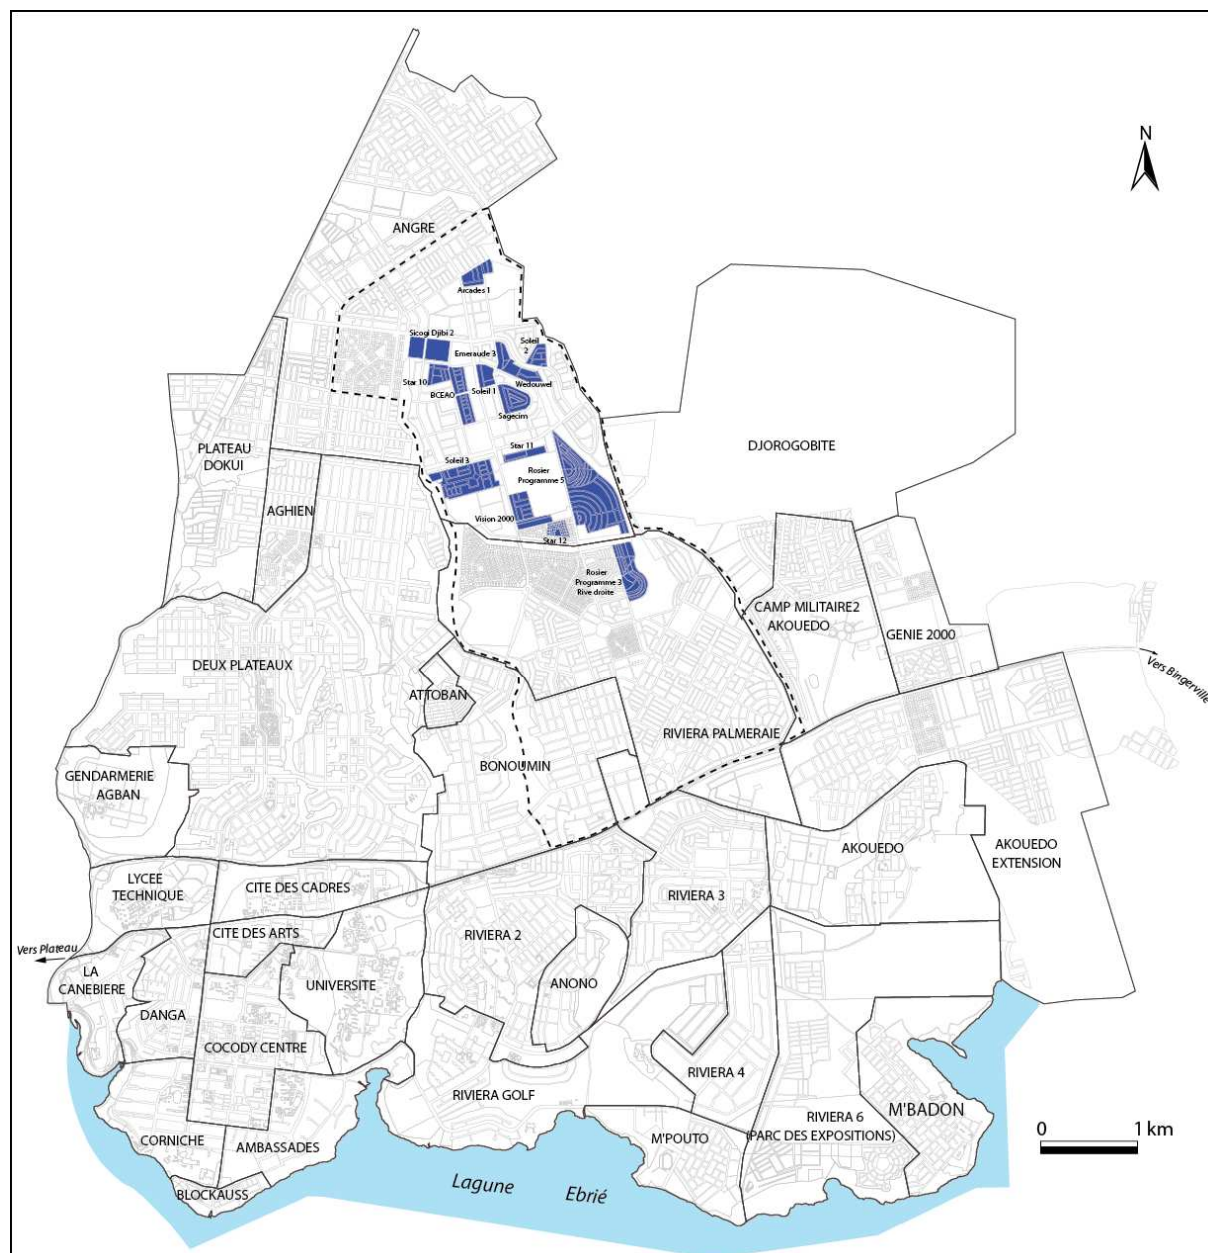 N
ANGRE
Arcades 1
Sicogi Djibi 2
Soleil
2
Emeraude 3
Star 10
Wedouwel
Soleil 1
BCEAO
Sagecim
PLATEAU
DOKUI
Star 11
DJOROGOBITE
Soleil 3
Rosier
Programme 5
AGHIEN
Vision 2000
Star 12
Rosier
Programme 3
Rive droite
CAMP MILITAIRE2
AKOUEDO
GENIE 2000
DEUX PLATEAUX
Vers Bingerville
ATTOBAN
RIVIERA PALMERAIE
BONOUMIN
GENDARMERIE
AGBAN
AKOUEDO
AKOUEDO
EXTENSION
LYCEE
TECHNIQUE
CITE DES CADRES
RIVIERA 3
CITE DES ARTS
RIVIERA 2
Vers Plateau
LA
CANEBIERE
UNIVERSITE
ANONO
DANGA
COCODY CENTRE
RIVIERA 4
RIVIERA GOLF
RIVIERA 6
(PARC DES EXPOSITIONS)
M'BADON
0 1 km
CORNICHE
AMBASSADES
M'POUTO
BLOCKAUSS
Lagune Ebrié